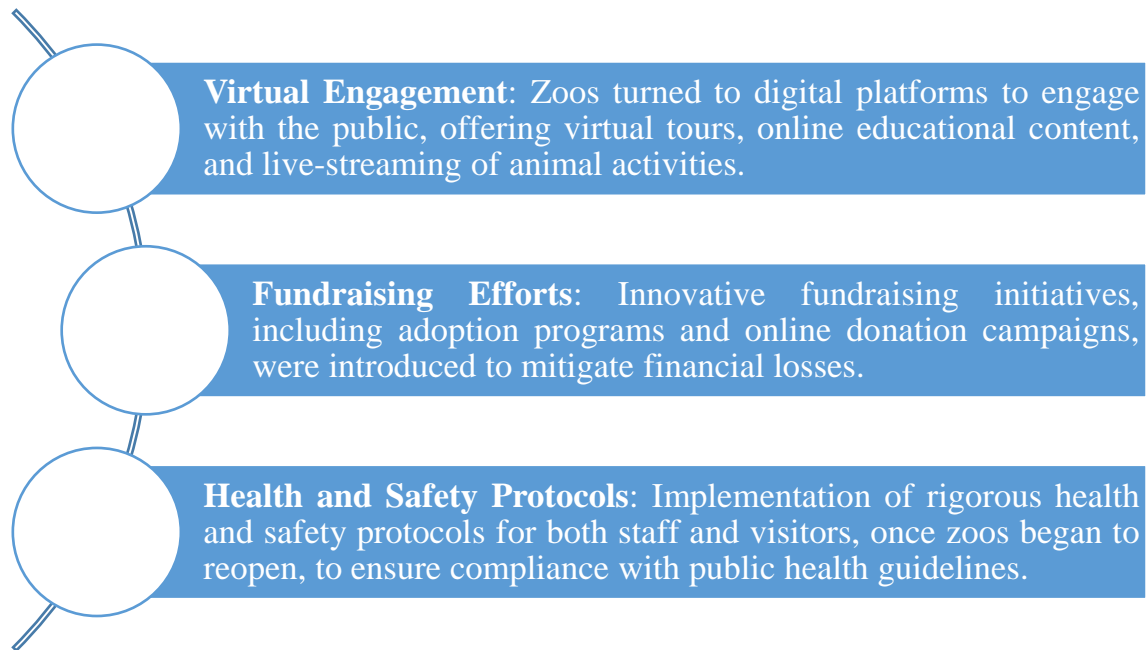 Virtual Engagement: Zoos turned to digital platforms to engage
with the public, offering virtual tours, online educational content,
and live-streaming of animal activities.
Fundraising Efforts: Innovative fundraising initiatives,
including adoption programs and online donation campaigns,
were introduced to mitigate financial losses.
Health and Safety Protocols: Implementation of rigorous health
and safety protocols for both staff and visitors, once zoos began to
reopen, to ensure compliance with public health guidelines.